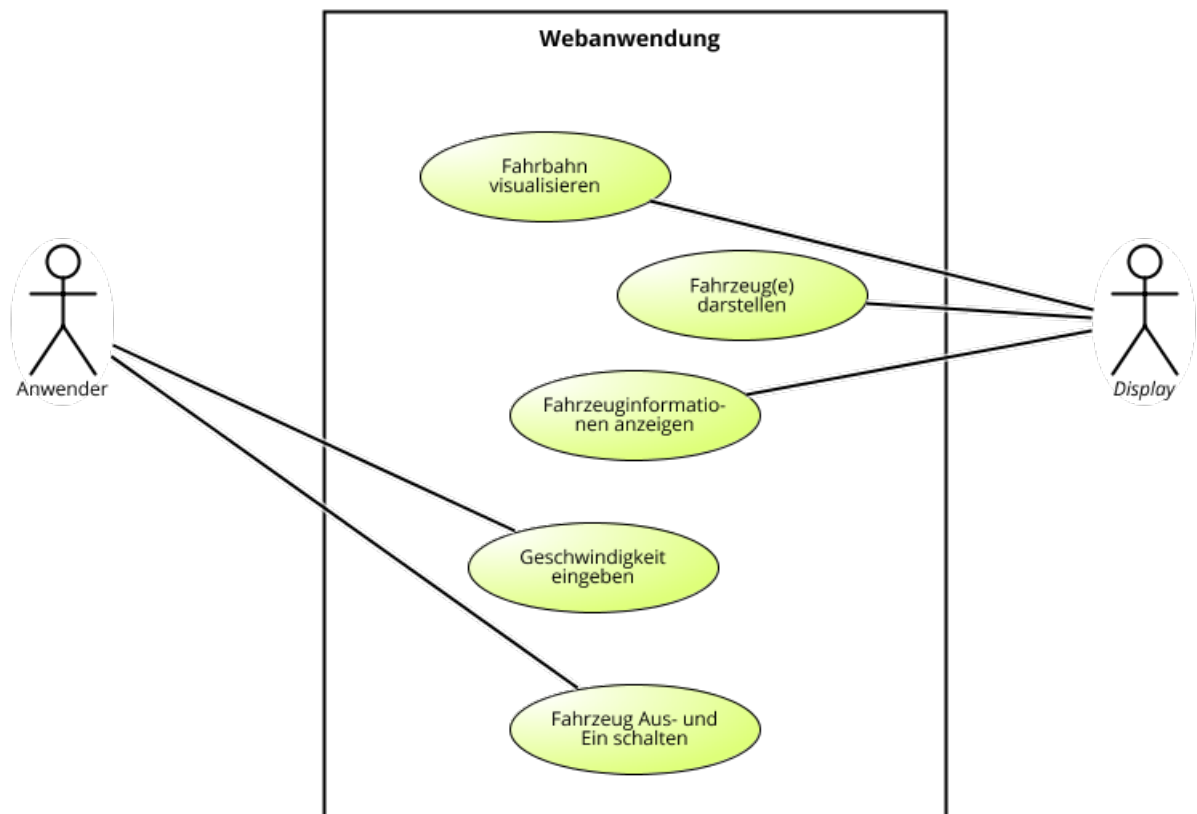 Webanwendung
Fahrbahn
visualisieren
Fahrzeug(e)
darstellen
Anwender
Display
Fahrzeuginformatio-
nen anzeigen
Geschwindigkeit
eingeben
Fahrzeug Aus- und
Ein schalten